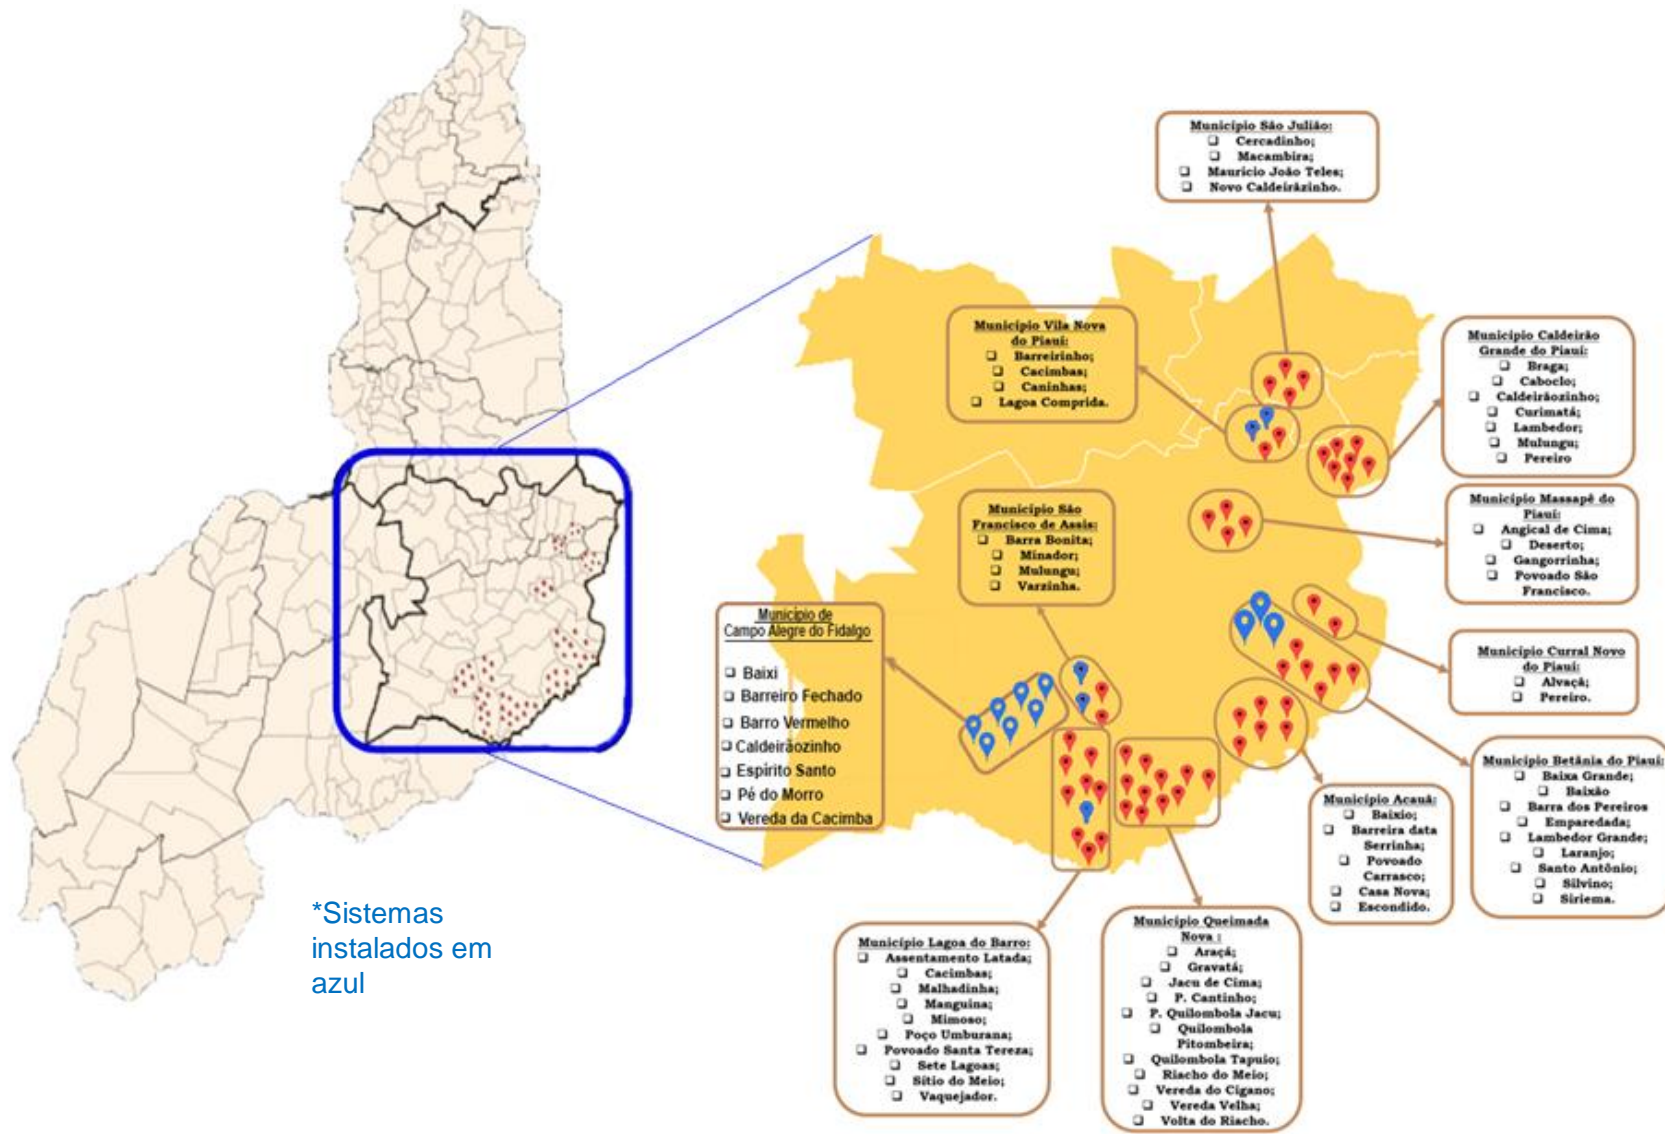 Município São Julião:
❑ Cercadinho;
❑ Macambira;
❑ Mauricio João Teles;
❑ Novo Caldeirãzinho.
Município Vila Nova
do Piauí:
❑ Barreirinho;
❑ Cacimbas;
❑ Caninhas;
❑ Lagoa Comprida.
Município Caldeirão
Grande do Piauí:
❑ Braga;
❑ Caboclo;
❑ Caldeirãozinho;
❑ Curimatá;
❑ Lambedor;
❑ Mulungu;
❑ Pereiro
Município São
Francisco de Assis:
❑ Barra Bonita;
❑ Minador;
❑ Mulungu;
❑ Varzinha.
Município Massapê do
Piauí:
❑ Angical de Cima;
❑ Deserto;
❑ Gangorrinha;
❑ Povoado São
Francisco.
Município de
Campo Alegre do Fidalgo
❑ Baixi
❑ Barreiro Fechado
❑ Barro Vermelho
❑ Caldeirãozinho
❑ Espírito Santo
❑ Pé do Morro
❑ Vereda da Cacimba
Município Curral Novo
do Piauí:
❑ Alvaçã;
❑ Pereiro.
Município Betânia do Piauí:
❑ Baixa Grande;
❑ Baixão
❑ Barra dos Pereiros
❑ Emparedada;
❑ Lambedor Grande;
❑ Laranjo;
❑ Santo Antônio;
❑ Silvino;
❑ Siriema.
Município Acauã:
❑ Baixio;
❑ Barreira data
Serrinha;
❑ Povoado
Carrasco;
❑ Casa Nova;
❑ Escondido.
*Sistemas
instalados em
azul
Município Lagoa do Barro:
❑ Assentamento Latada;
❑ Cacimbas;
❑ Malhadinha;
❑ Manguina;
❑ Mimoso;
❑ Poço Umburana;
❑ Povoado Santa Tereza;
❑ Sete Lagoas;
❑ Sítio do Meio;
❑ Vaquejador.
Município Queimada
Nova :
❑ Araçá;
❑ Gravatá;
❑ Jacu de Cima;
❑ P. Cantinho;
❑ P. Quilombola Jacu;
❑ Quilombola
Pitombeira;
❑ Quilombola Tapuio;
❑ Riacho do Meio;
❑ Vereda do Cigano;
❑ Vereda Velha;
❑ Volta do Riacho.